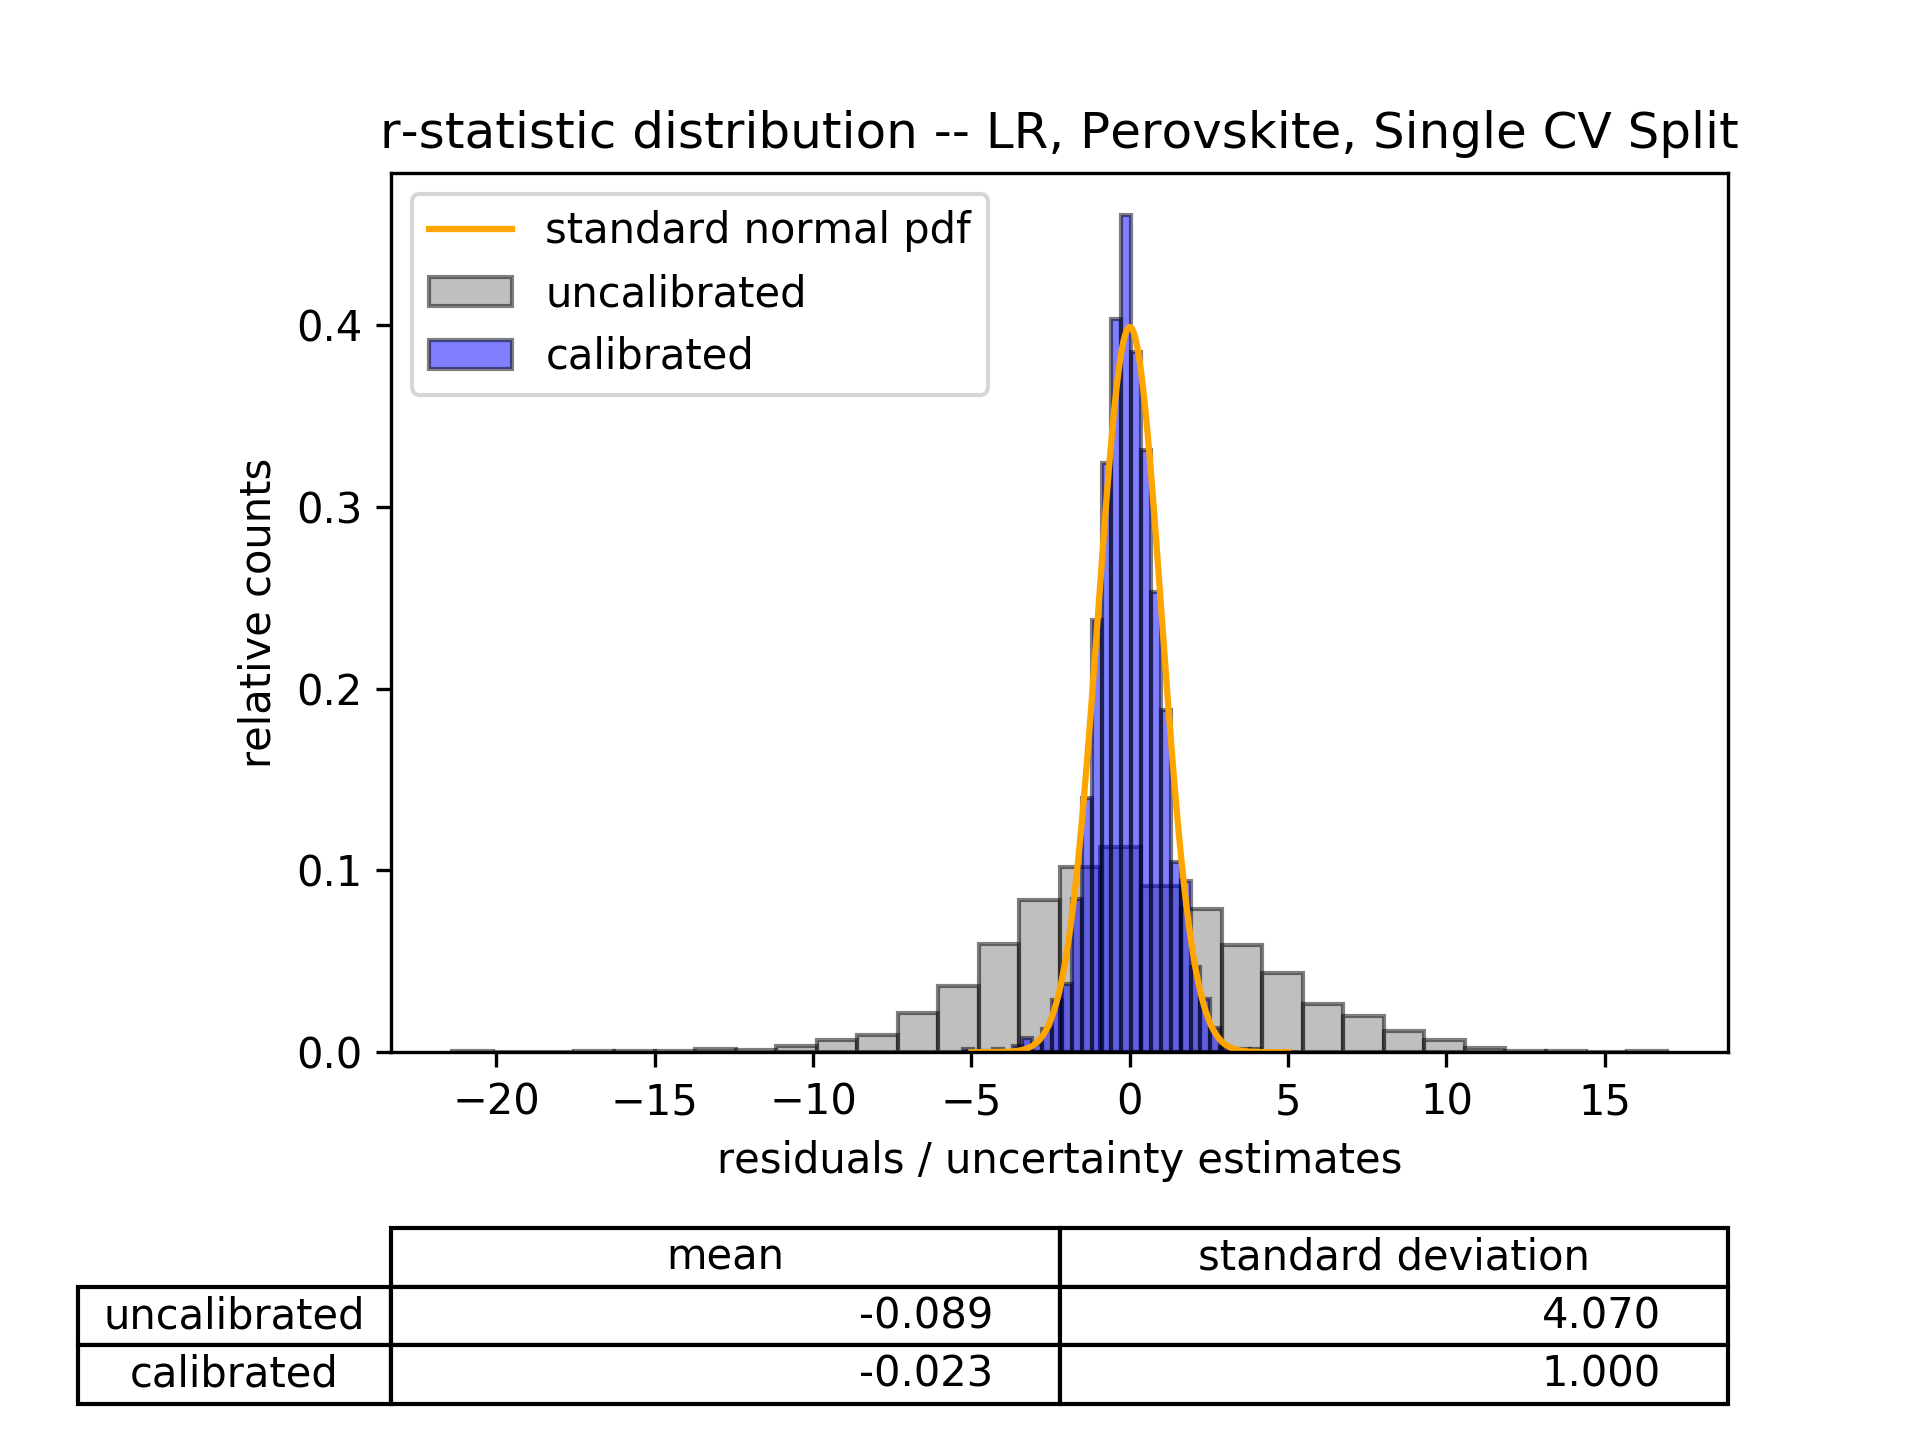 r-statistic distribution -- LR, Perovskite, Single CV Split
standard normal pdf
uncalibrated
calibrated
relative counts
0.4
0.3
0.2
0.1
0.0
−20 −15 −10 −5 0 5 10 15
residuals / uncertainty estimates
mean standard deviation
uncalibrated -0.089 4.070
calibrated -0.023 1.000